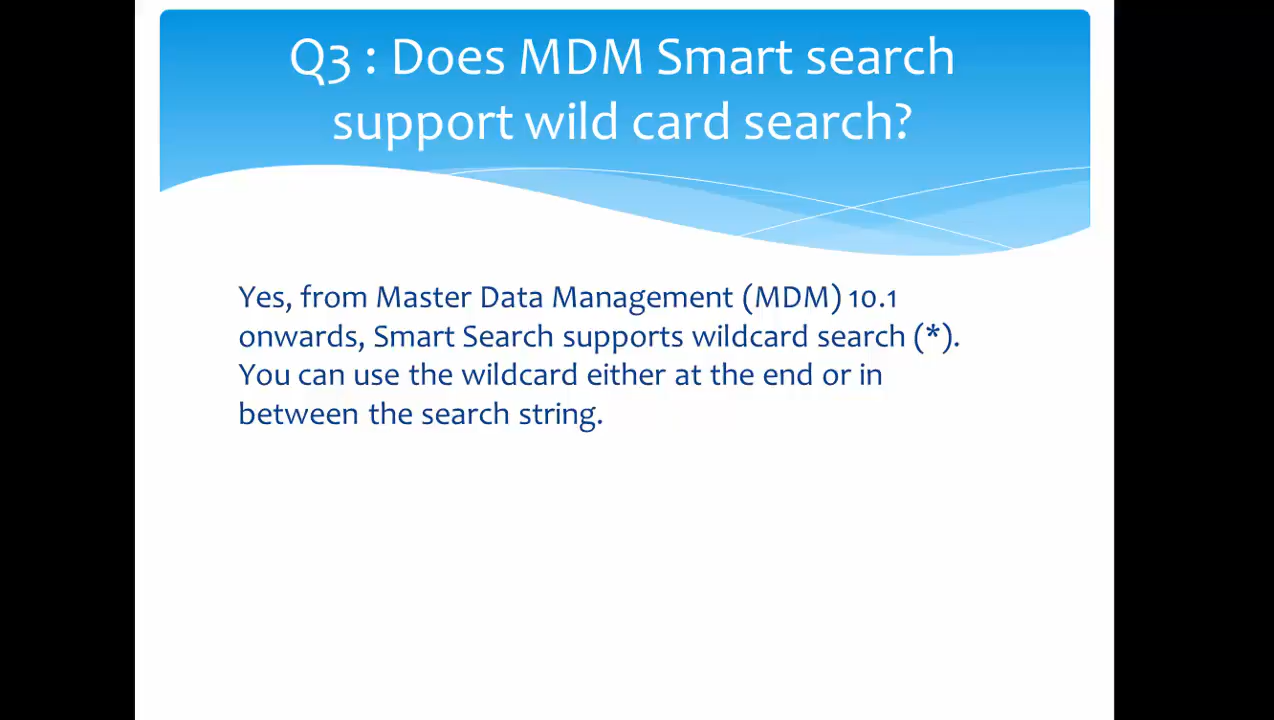 Q3 : Does MDM Smart search
support wild card search?
Yes, from Master Data Management (MDM) 10.1
onwards, Smart Search supports wildcard search (*).
You can use the wildcard either at the end or in
between the search string.